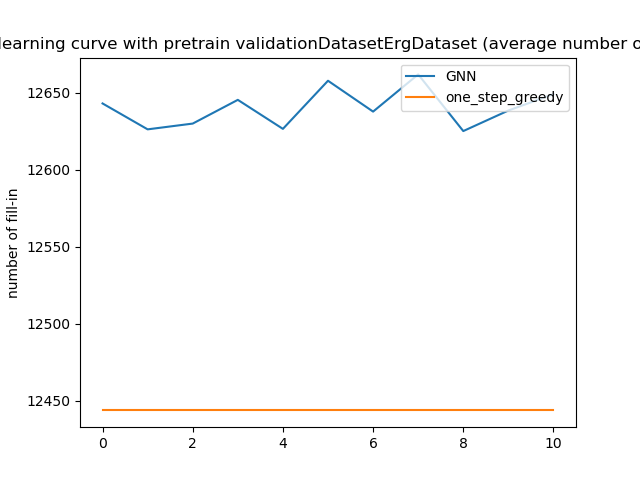 learning curve with pretrain validationDatasetErgDataset (average number o
GNN
one_step_greedy
number of fill-in
12650
12600
12550
12500
12450
0 2 4 6 8 10